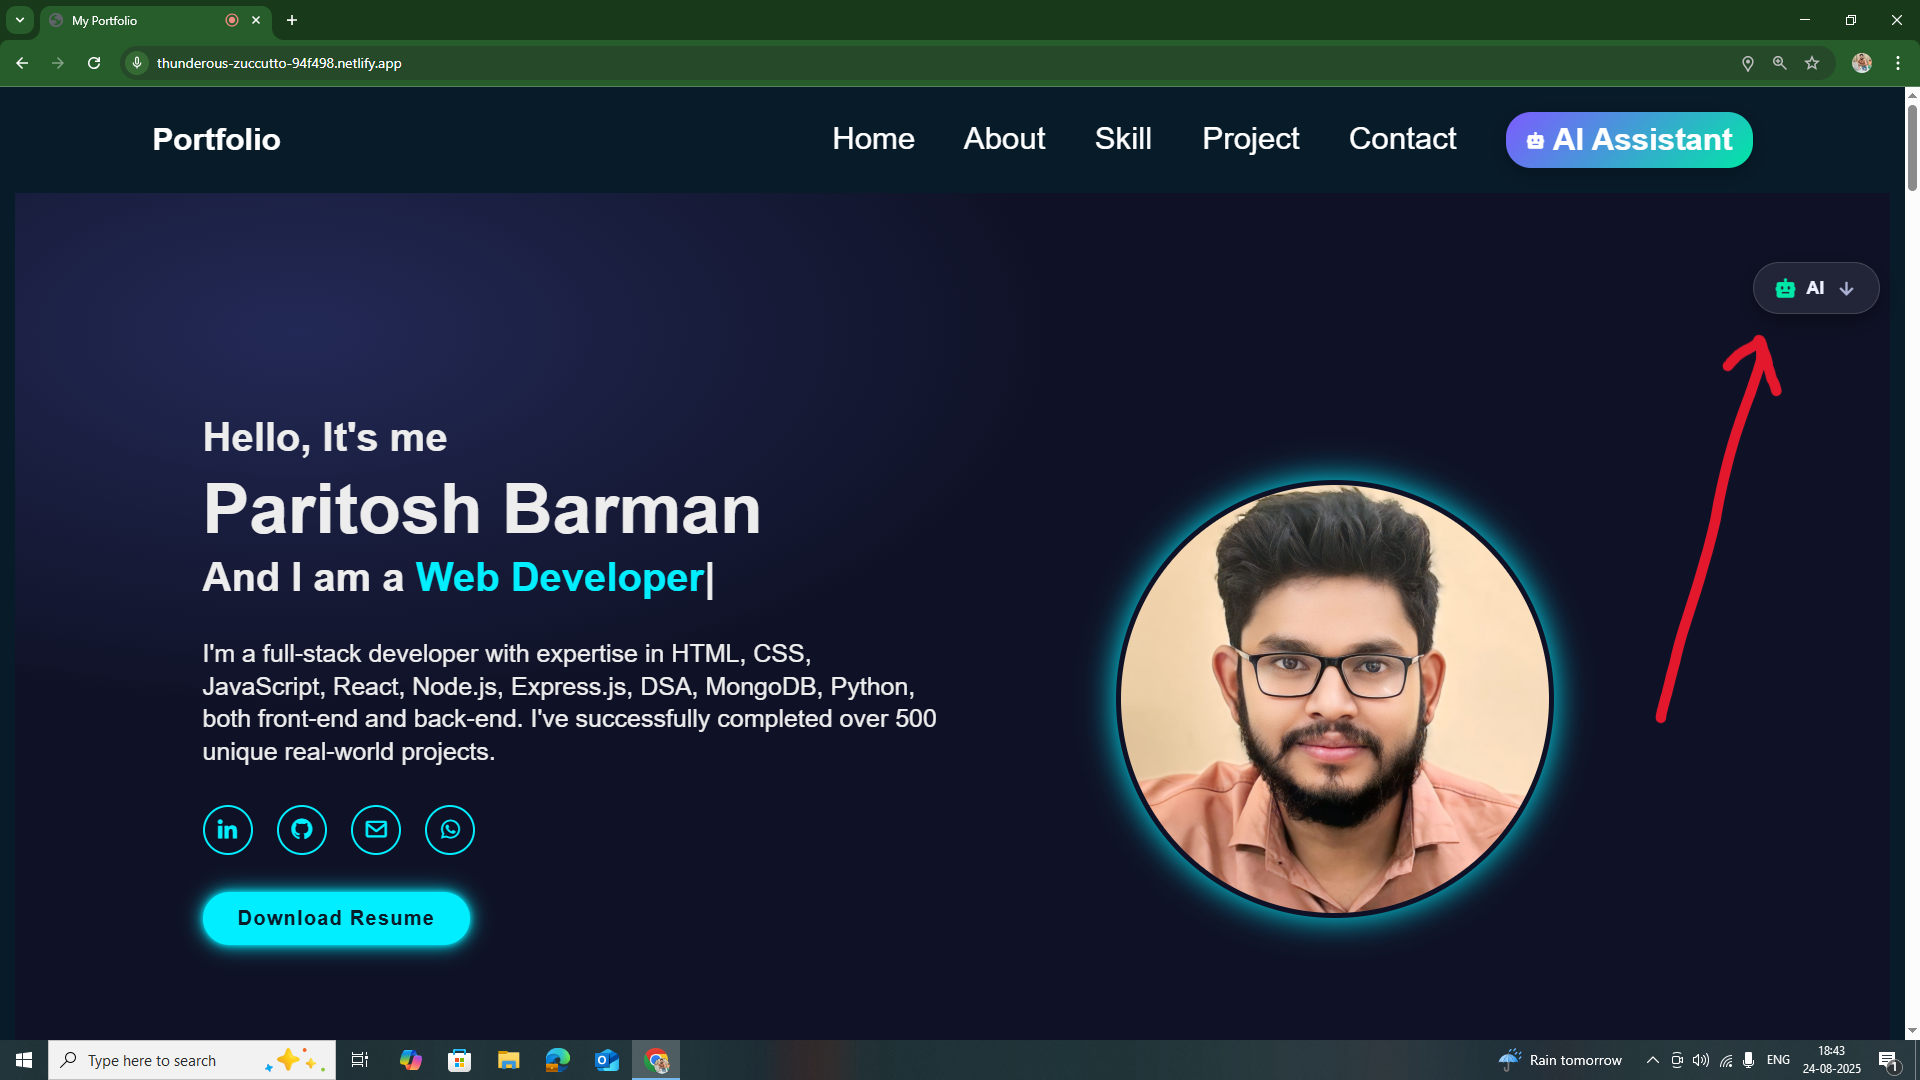 My Portfolio
thunderous-zuccutto-94f498.netlify.app
Portfolio
Home
About
Skill
Project
Contact
AI Assistant
AI
Hello, It's me
Paritosh Barman
And I am a Web Developer|
I'm a full-stack developer with expertise in HTML, CSS,
JavaScript, React, Node.js, Express.js, DSA, MongoDB, Python,
both front-end and back-end. I've successfully completed over 500
unique real-world projects.
in
Download Resume
Type here to search
Rain tomorrow
ENG
18:43
24-08-2025
1